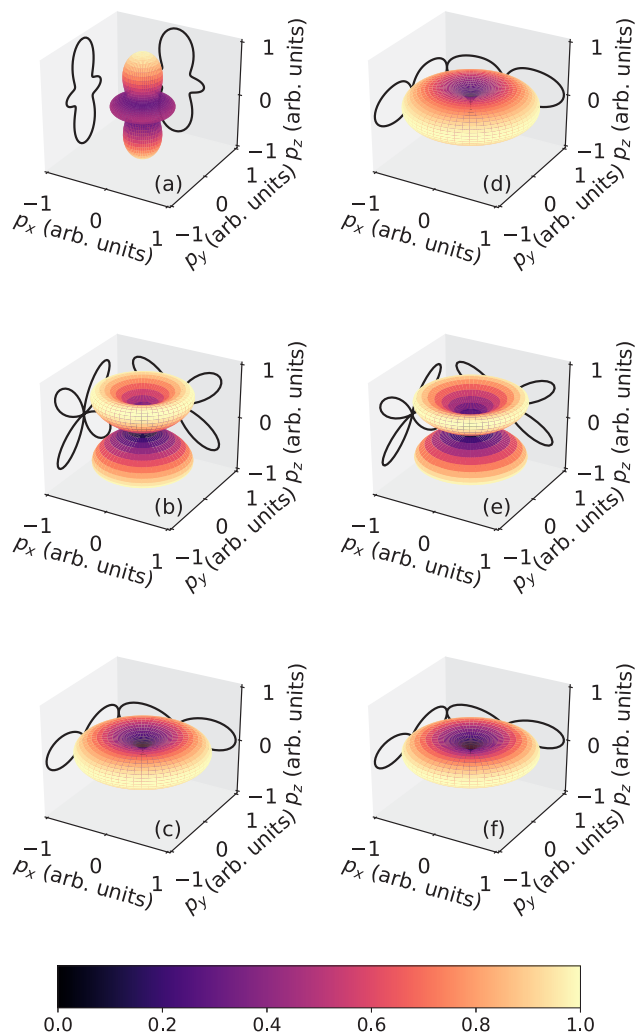 1
0
−1
p_z (arb. units)
(a)
−1
0
1
p_x (arb. units)
−1
0
1
p_y (arb. units)
1
0
−1
p_z (arb. units)
(d)
−1
0
1
p_x (arb. units)
−1
0
1
p_y (arb. units)
1
0
−1
p_z (arb. units)
(b)
−1
0
1
p_x (arb. units)
−1
0
1
p_y (arb. units)
1
0
−1
p_z (arb. units)
(e)
−1
0
1
p_x (arb. units)
−1
0
1
p_y (arb. units)
1
0
−1
p_z (arb. units)
(c)
−1
0
1
p_x (arb. units)
−1
0
1
p_y (arb. units)
1
0
−1
p_z (arb. units)
(f)
−1
0
1
p_x (arb. units)
−1
0
1
p_y (arb. units)
0.0 0.2 0.4 0.6 0.8 1.0